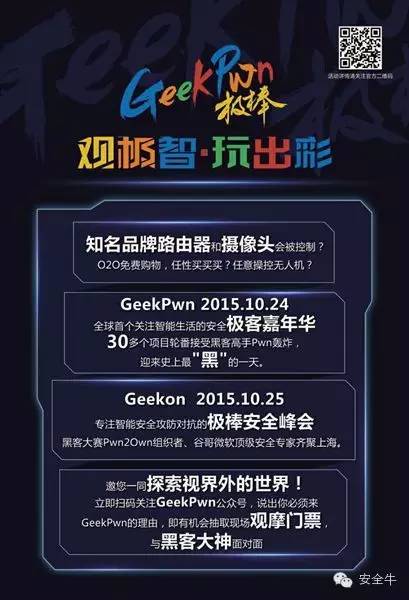 活动详情请关注官方二维码
GeekPwn
极棒
观极智·玩出彩
知名品牌路由器和摄像头会被控制？
O2O免费购物，任性买买买？任意操控无人机？
GeekPwn 2015.10.24
全球首个关注智能生活的安全极客嘉年华
30多个项目轮番接受黑客高手Pwn轰炸，
迎来史上最"黑"的一天。
Geekon 2015.10.25
专注智能安全攻防对抗的极棒安全峰会
黑客大赛Pwn2Own组织者、谷哥微软顶级安全专家齐聚上海。
邀您一同探索视界外的世界！
立即扫码关注GeekPwn公众号，说出你必须来
GeekPwn的理由，即有机会抽取现场观摩门票，
与黑客大神面对面
安全牛